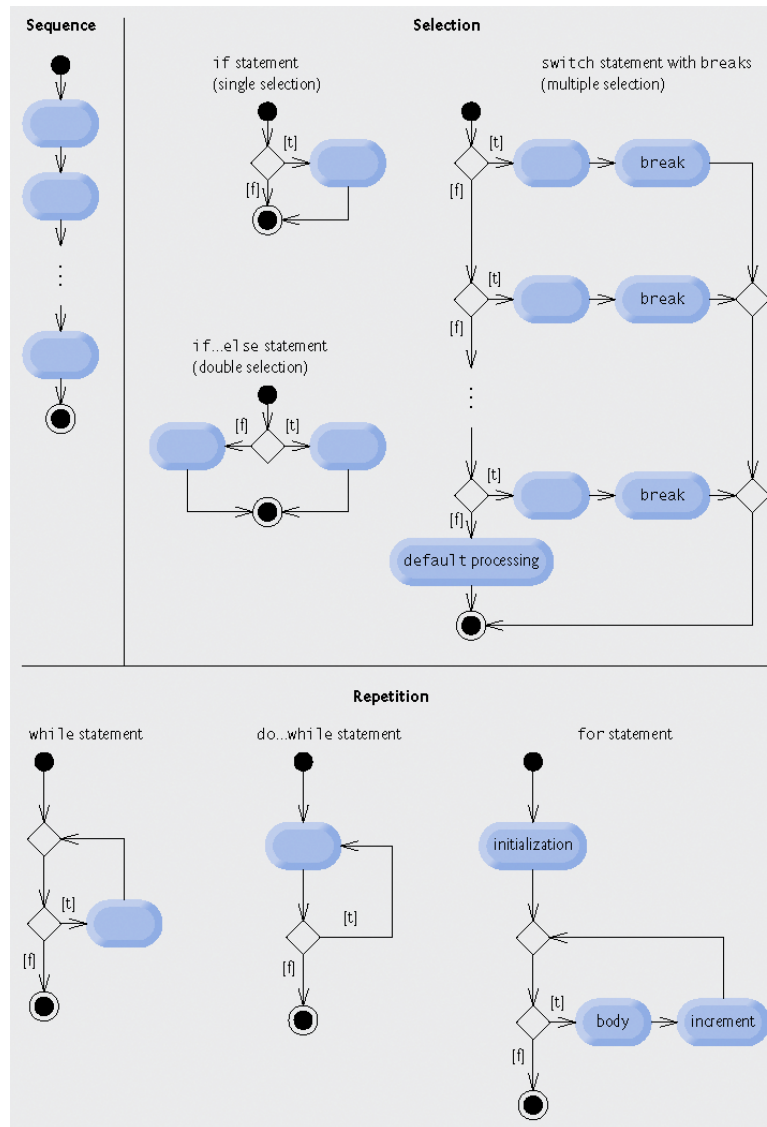 Sequence
Selection
if statement
(single selection)
[t]
[f]
switch statement with breaks
(multiple selection)
[t]
break
[f]
[t]
break
[f]
[t]
break
[f]
default processing
if...else statement
(double selection)
[f]
[t]
Repetition
while statement
[t]
[f]
do...while statement
[t]
[f]
for statement
initialization
[t]
body
increment
[f]